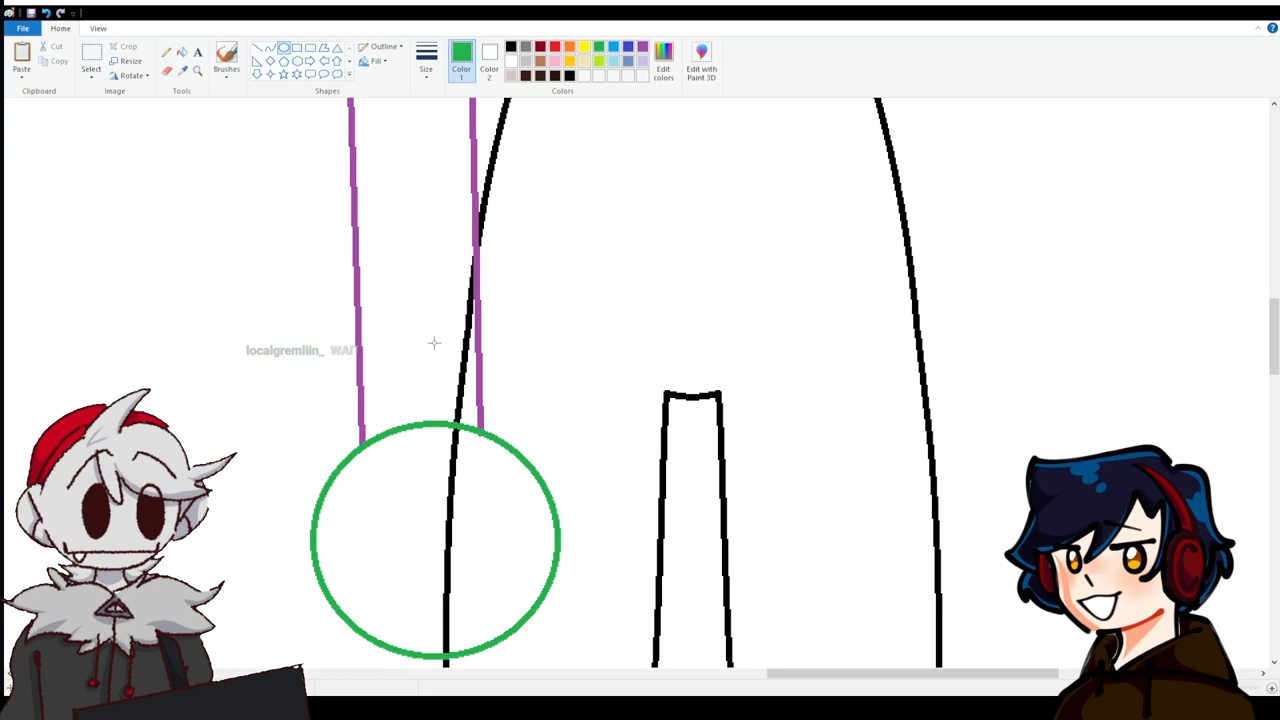 File Home View
Paste
Cut
Copy
Clipboard
Select
Crop
Resize
Rotate
Image
A
Tools
Brushes
Outline
Fill
Shapes
Size
Color 1
Color 2
Edit colors
Colors
Edit with Paint 3D
localgremliin_ WAIT